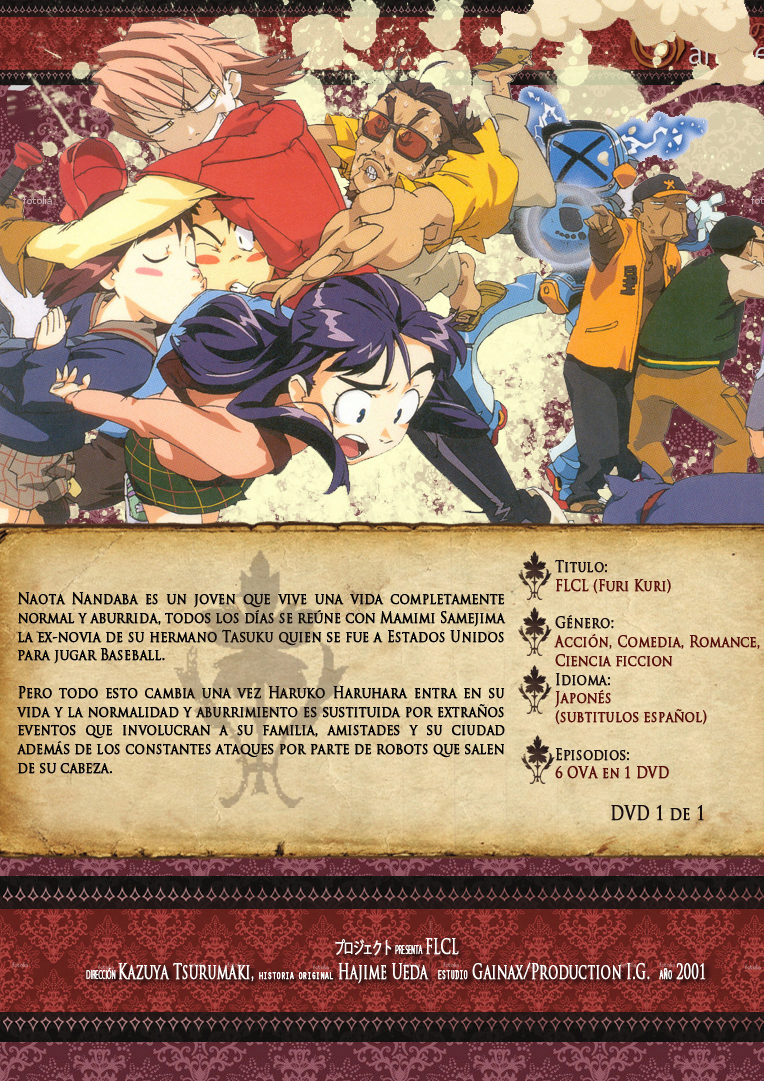 fotolia
fotolia
NAOTA NANDABA ES UN JOVEN QUE VIVE UNA VIDA COMPLETAMENTE
NORMAL Y ABURRIDA, TODOS LOS DÍAS SE REÚNE CON MAMIMI SAMEJIMA
LA EX-NOVIA DE SU HERMANO TASUKU QUIEN SE FUE A ESTADOS UNIDOS
PARA JUGAR BASEBALL.
PERO TODO ESTO CAMBIA UNA VEZ HARUKO HARUHARA ENTRA EN SU
VIDA Y LA NORMALIDAD Y ABURRIMIENTO ES SUSTITUIDA POR EXTRAÑOS
EVENTOS QUE INVOLUCRAN A SU FAMILIA, AMISTADES Y SU CIUDAD
ADEMÁS DE LOS CONSTANTES ATAQUES POR PARTE DE ROBOTS QUE SALEN
DE SU CABEZA.
TITULO:
FLCL (FURI KURI)
GÉNERO:
ACCIÓN, COMEDIA, ROMANCE,
CIENCIA FICCION
IDIOMA:
JAPONÉS
(SUBTITULOS ESPAÑOL)
EPISODIOS:
6 OVA EN 1 DVD
DVD 1 DE 1
プロジェクト PRESENTA FLCL
DIRECCIÓN KAZUYA TSURUMAKI, HISTORIA ORIGINAL HAJIME UEDA ESTUDIO GAINAX/PRODUCTION I.G. AÑO 2001